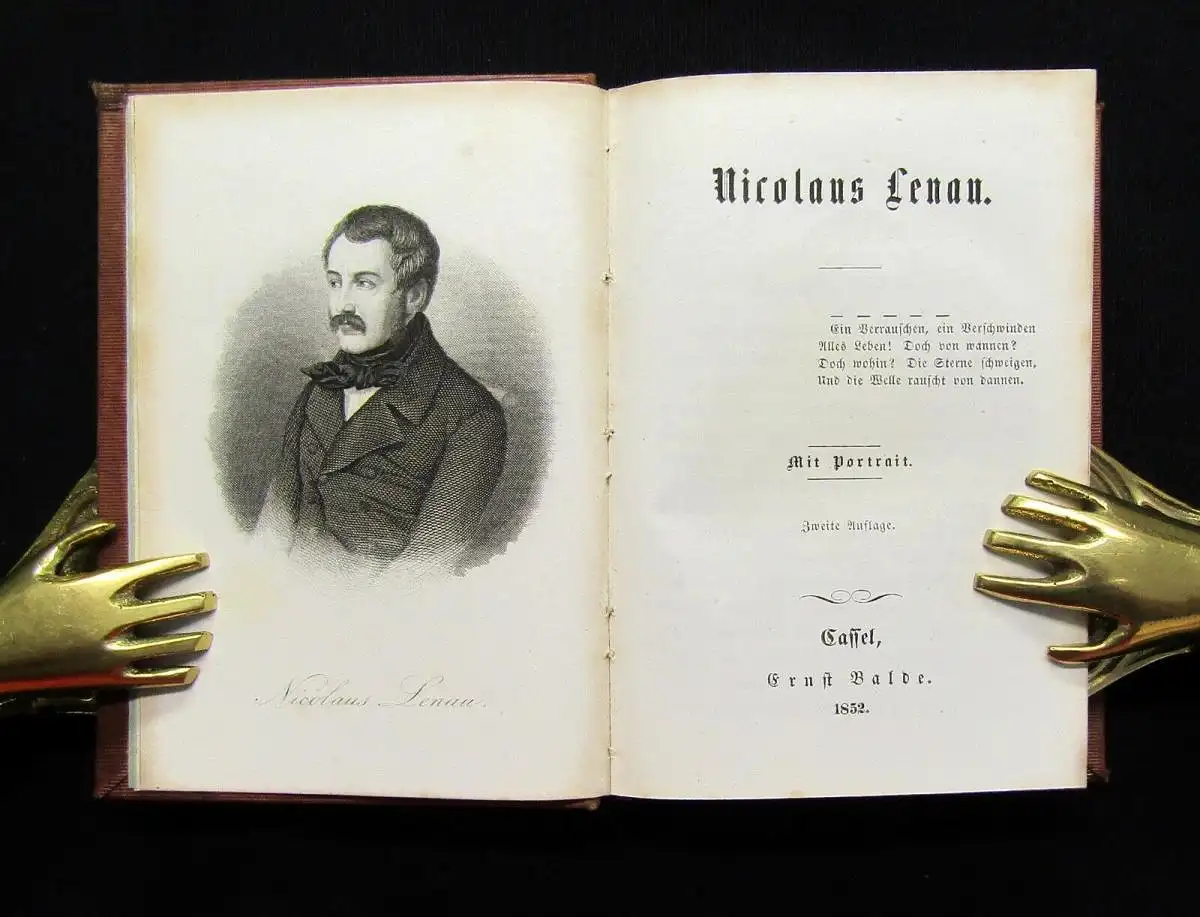 Nicolaus Lenau.
Nicolaus Lenau.
— — — — —
Ein Verrauschen, ein Verschwinden
Alles Leben! Doch von wannen?
Doch wohin? Die Sterne schweigen,
Und die Welle rauscht von dannen.
Mit Portrait.
Zweite Auflage.
Cassel,
Ernst Balde.
1852.